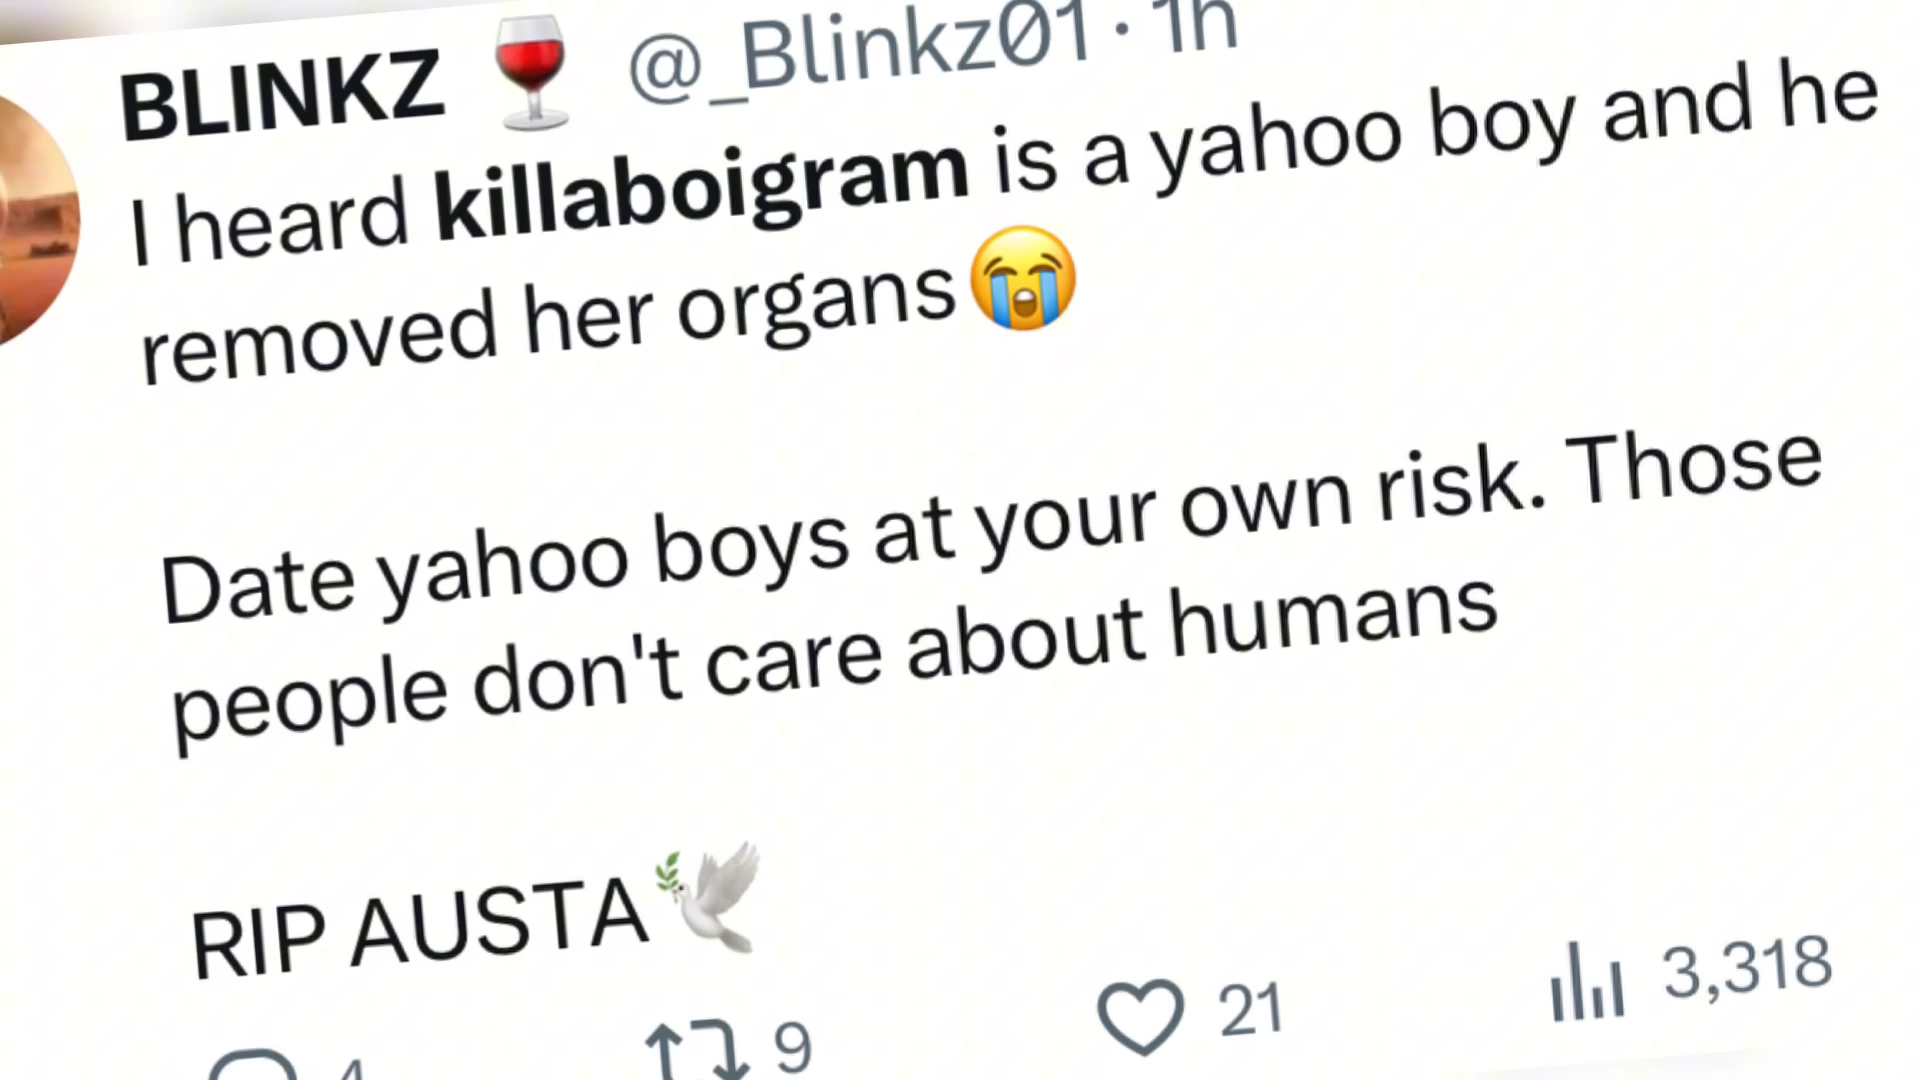 BLINKZ 🍷 @_Blinkz01 · 1h
I heard killaboigram is a yahoo boy and he
removed her organs😭
Date yahoo boys at your own risk. Those
people don't care about humans
RIP AUSTA🕊️
4 9 21 3,318